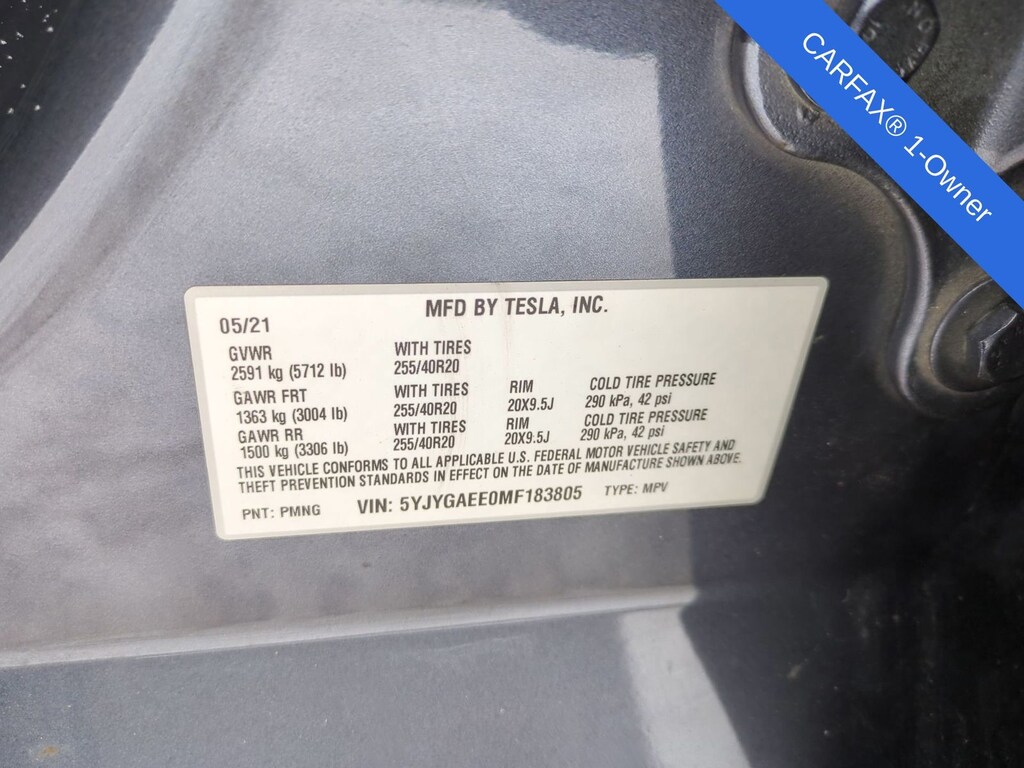 CARFAX® 1-Owner
MFD BY TESLA, INC.
05/21
GVWR WITH TIRES
2591 kg (5712 lb) 255/40R20
GAWR FRT WITH TIRES RIM COLD TIRE PRESSURE
1363 kg (3004 lb) 255/40R20 20X9.5J 290 kPa, 42 psi
GAWR RR WITH TIRES RIM COLD TIRE PRESSURE
1500 kg (3306 lb) 255/40R20 20X9.5J 290 kPa, 42 psi
THIS VEHICLE CONFORMS TO ALL APPLICABLE U.S. FEDERAL MOTOR VEHICLE SAFETY AND
THEFT PREVENTION STANDARDS IN EFFECT ON THE DATE OF MANUFACTURE SHOWN ABOVE.
PNT: PMNG VIN: 5YJYGAEE0MF183805 TYPE: MPV